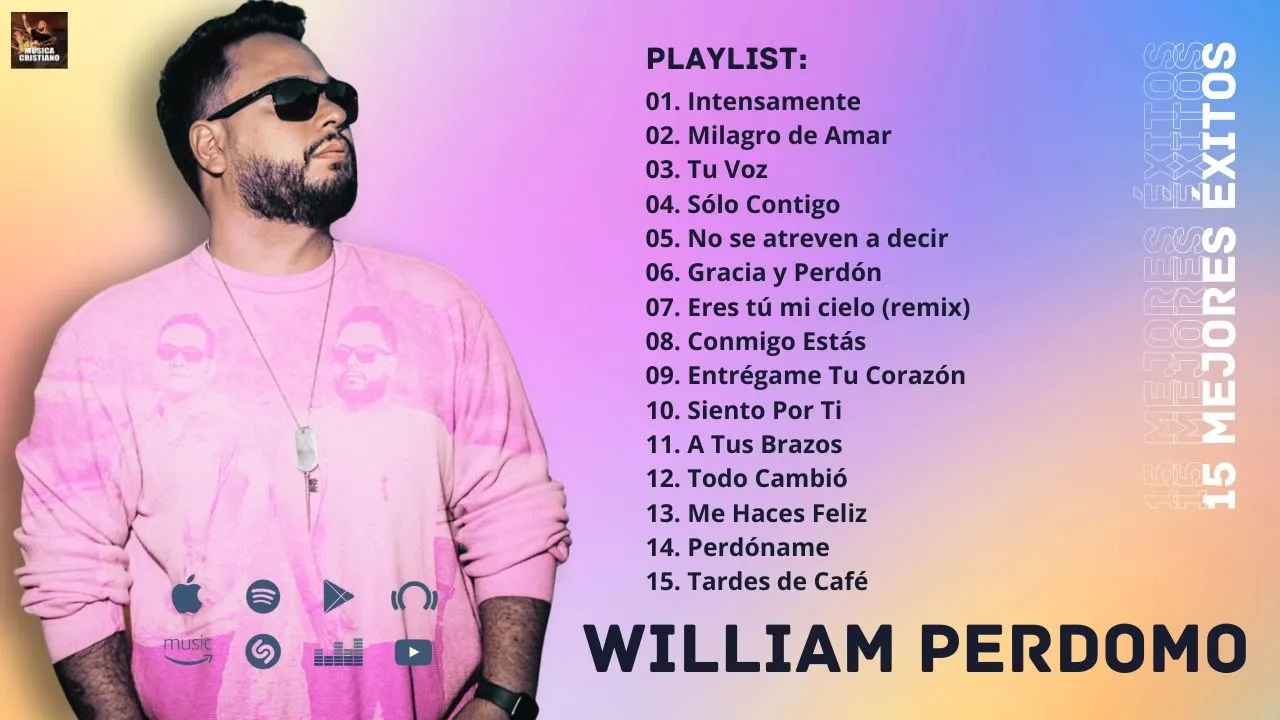 MUSICA
CRISTIANO
PLAYLIST:
01. Intensamente
02. Milagro de Amar
03. Tu Voz
04. Sólo Contigo
05. No se atreven a decir
06. Gracia y Perdón
07. Eres tú mi cielo (remix)
08. Conmigo Estás
09. Entrégame Tu Corazón
10. Siento Por Ti
11. A Tus Brazos
12. Todo Cambió
13. Me Haces Feliz
14. Perdóname
15. Tardes de Café
15 MEJORES ÉXITOS
15 MEJORES ÉXITOS
15 MEJORES ÉXITOS
music
WILLIAM PERDOMO